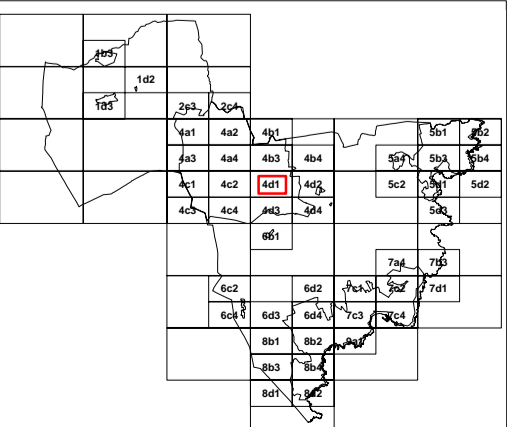 1b3
1d2
1d3 2c3 2c4
4a1 4a2 4b1 5b1 5b2
4a3 4a4 4b3 4b4 5a4 5b3 5b4
4c1 4c2 4d1 4d2 5c2 5d1 5d2
4c3 4c4 4d3 4d4 5d3
6b1
7a4 7b3
6c2 6d2 7c1 7c2 7d1
6c4 6d3 6d4 7c3 7c4
8b1 8b2 9a1
8b3 8b4
8d1 8d2